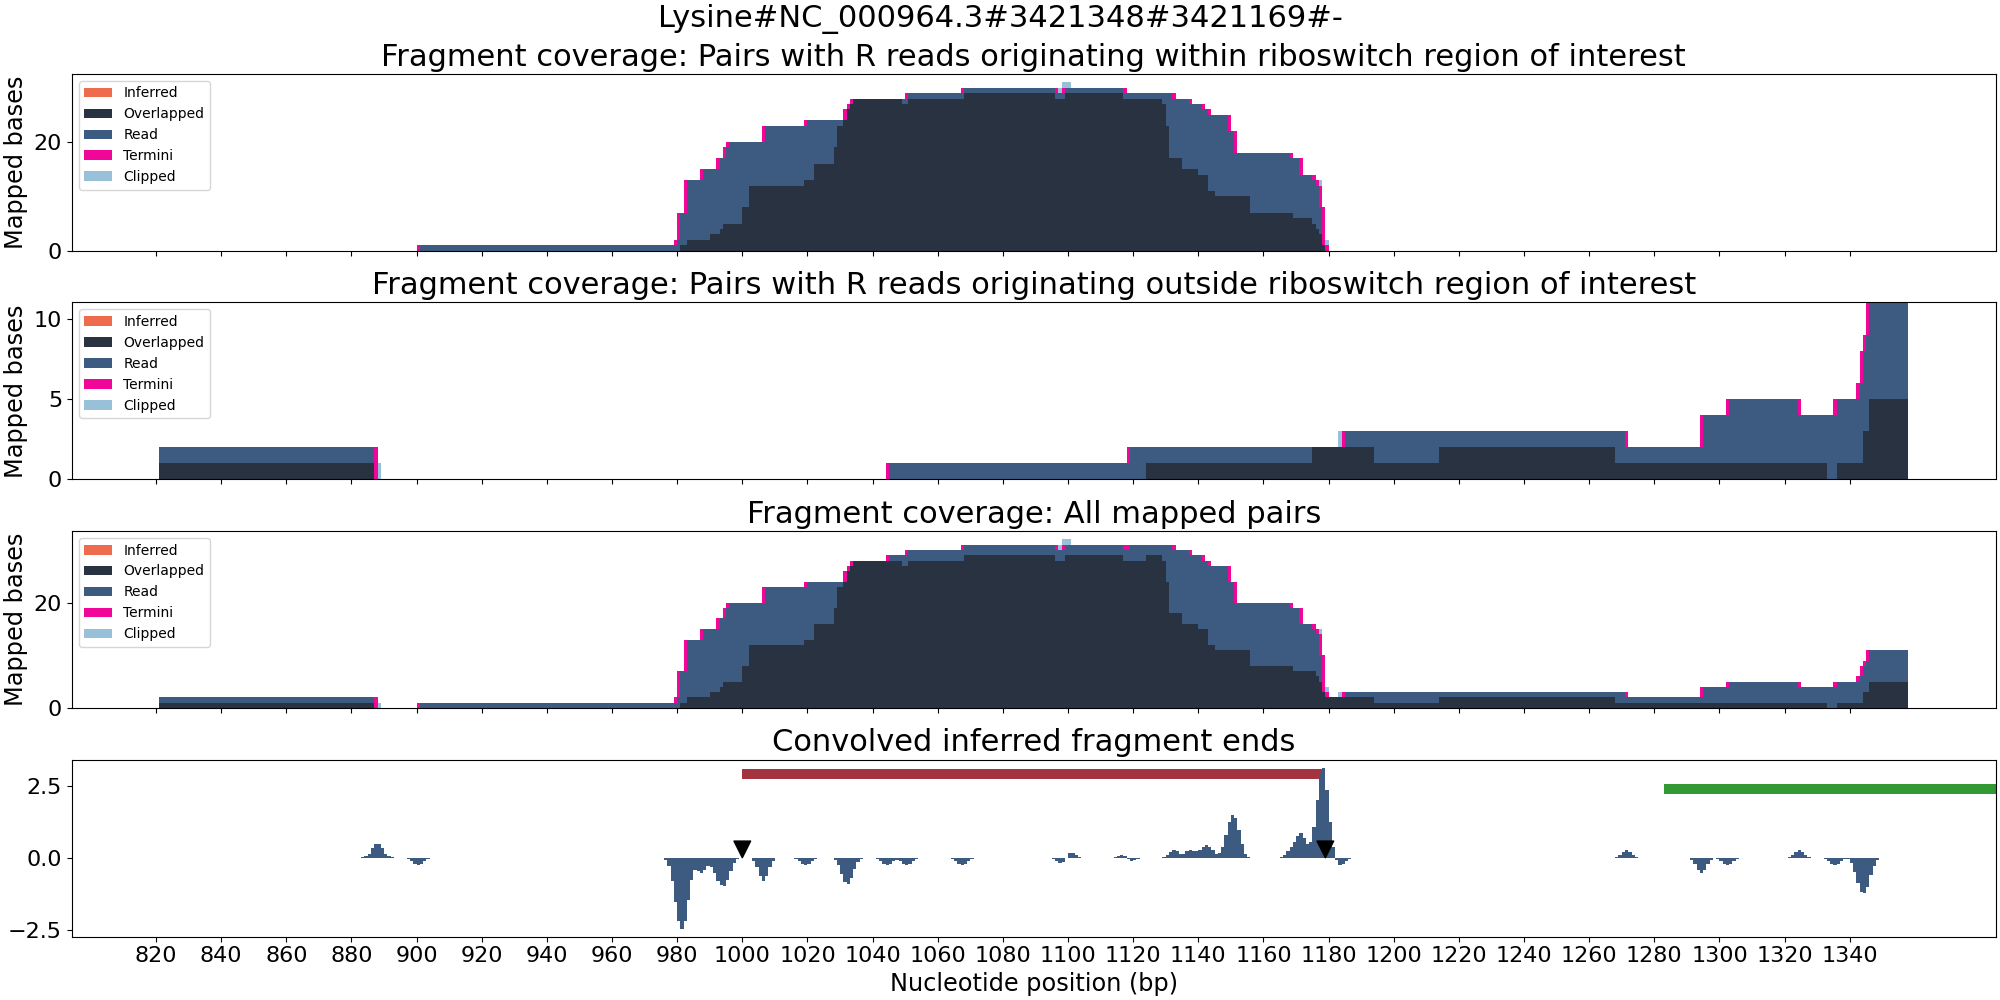 Lysine#NC_000964.3#3421348#3421169#-
Fragment coverage: Pairs with R reads originating within riboswitch region of interest
Mapped bases
20
0
Inferred
Overlapped
Read
Termini
Clipped
Fragment coverage: Pairs with R reads originating outside riboswitch region of interest
Mapped bases
10
5
0
Inferred
Overlapped
Read
Termini
Clipped
Fragment coverage: All mapped pairs
Mapped bases
20
0
Inferred
Overlapped
Read
Termini
Clipped
Convolved inferred fragment ends
2.5
0.0
−2.5
820 840 860 880 900 920 940 960 980 1000 1020 1040 1060 1080 1100 1120 1140 1160 1180 1200 1220 1240 1260 1280 1300 1320 1340
Nucleotide position (bp)